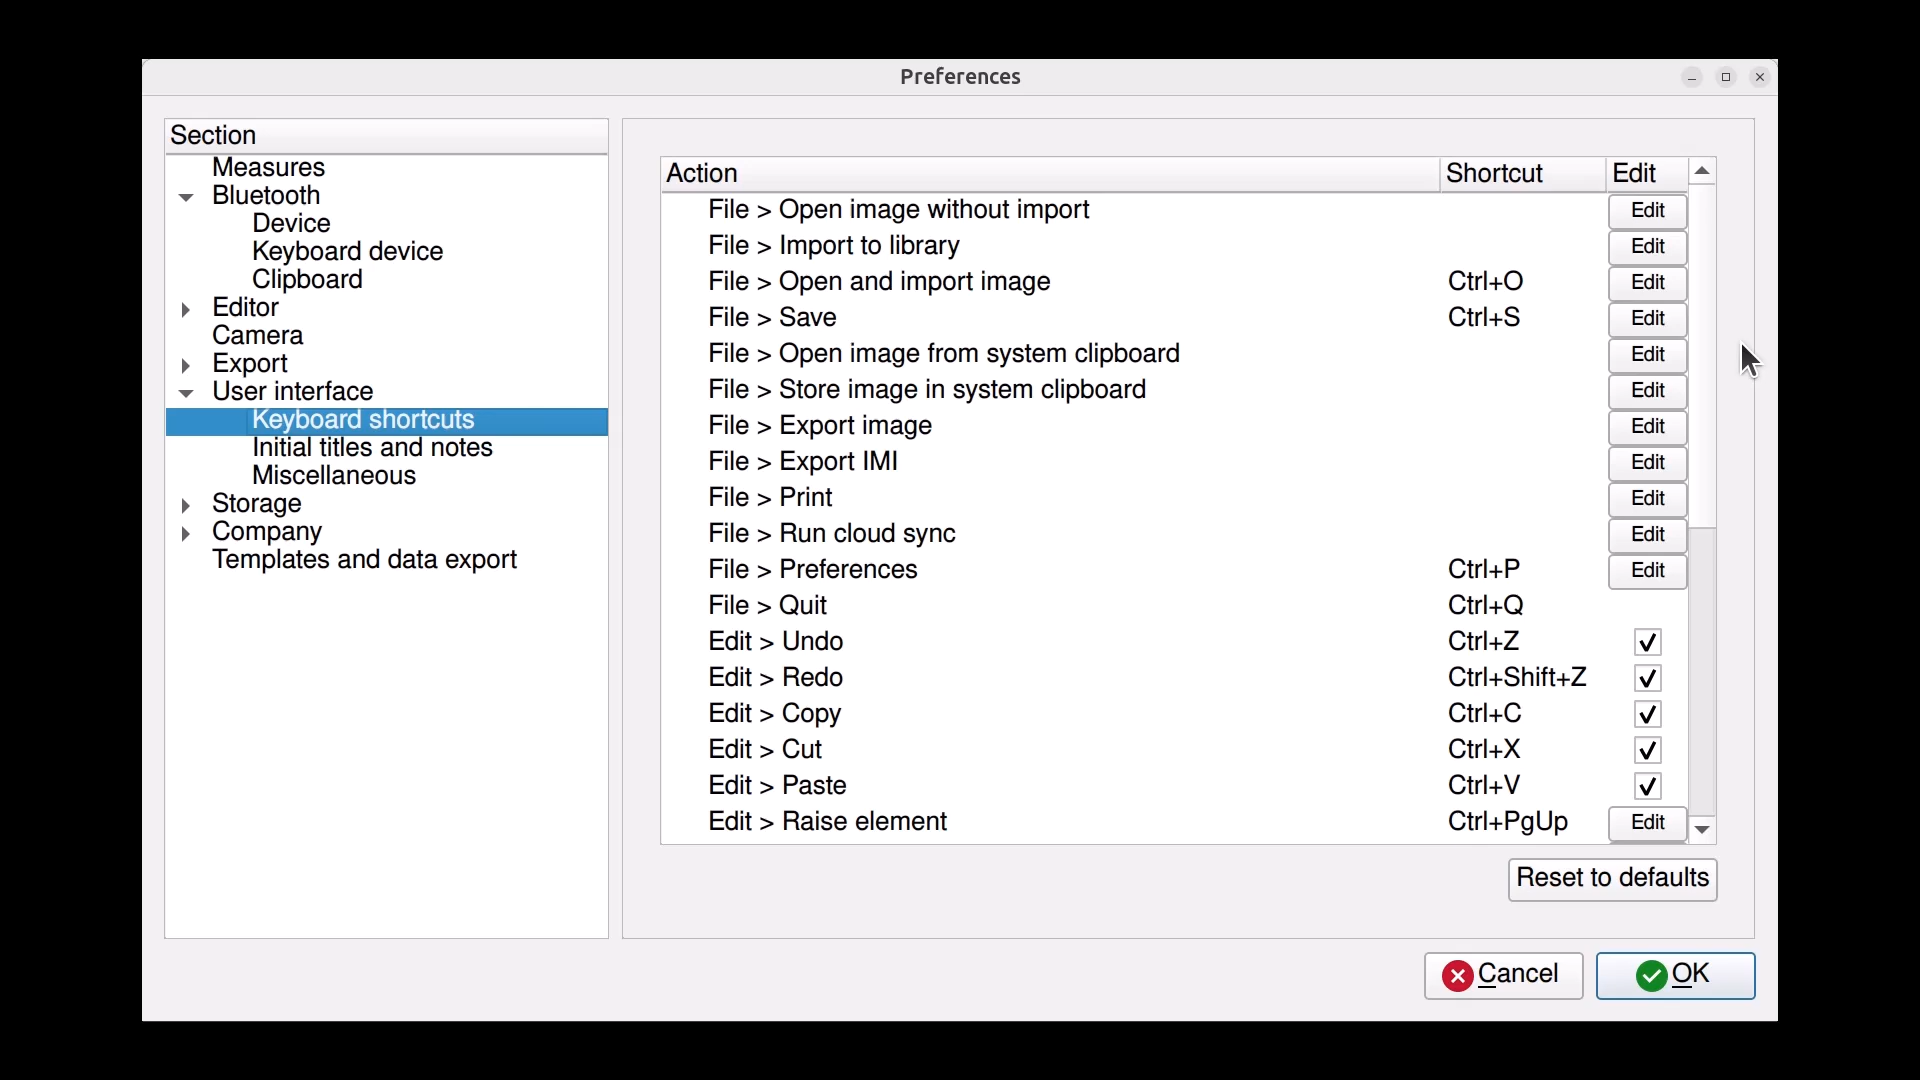 Preferences
Section
Measures
Bluetooth
Device
Keyboard device
Clipboard
Editor
Camera
Export
User interface
Keyboard shortcuts
Initial titles and notes
Miscellaneous
Storage
Company
Templates and data export
Action Shortcut Edit
File > Open image without import Edit
File > Import to library Edit
File > Open and import image Ctrl+O Edit
File > Save Ctrl+S Edit
File > Open image from system clipboard Edit
File > Store image in system clipboard Edit
File > Export image Edit
File > Export IMI Edit
File > Print Edit
File > Run cloud sync Edit
File > Preferences Ctrl+P Edit
File > Quit Ctrl+Q
Edit > Undo Ctrl+Z
Edit > Redo Ctrl+Shift+Z
Edit > Copy Ctrl+C
Edit > Cut Ctrl+X
Edit > Paste Ctrl+V
Edit > Raise element Ctrl+PgUp Edit
Reset to defaults
Cancel OK